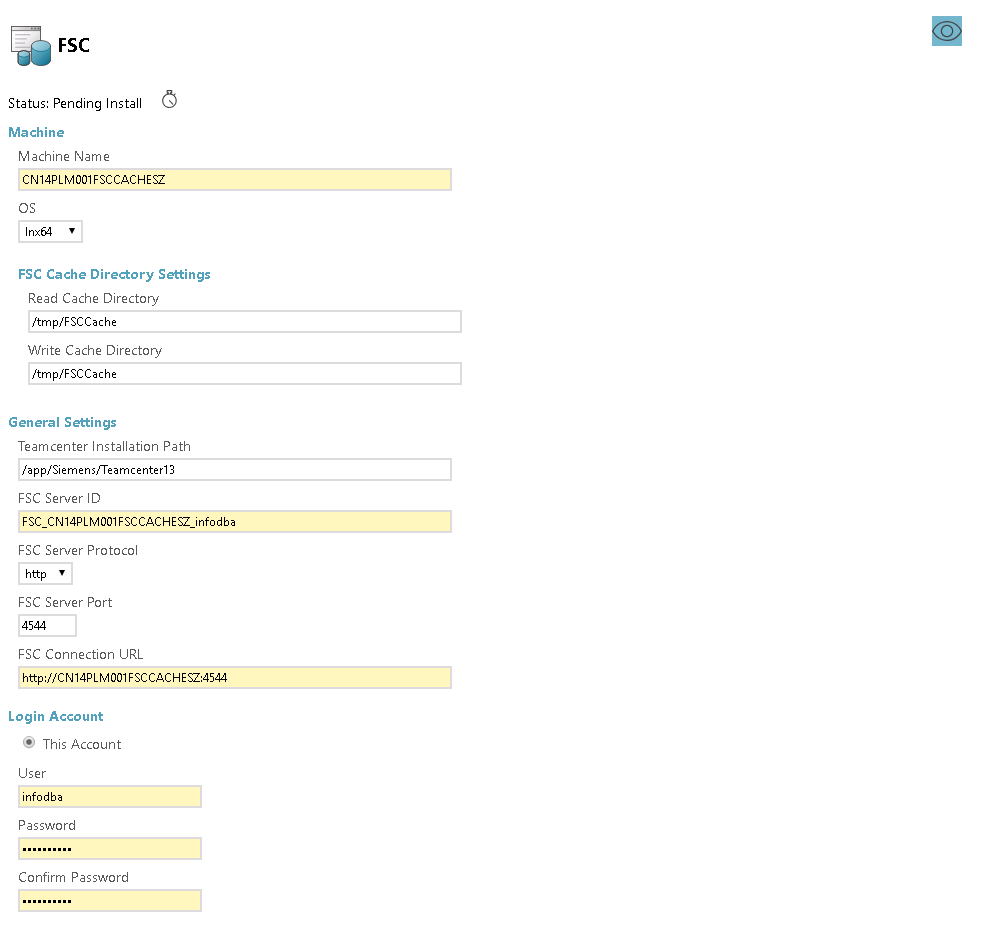 FSC
Status: Pending Install
Machine
Machine Name
CN14PLM001FSCCACHESZ
OS
lnx64
FSC Cache Directory Settings
Read Cache Directory
/tmp/FSCCache
Write Cache Directory
/tmp/FSCCache
General Settings
Teamcenter Installation Path
/app/Siemens/Teamcenter13
FSC Server ID
FSC_CN14PLM001FSCCACHESZ_infodba
FSC Server Protocol
http
FSC Server Port
4544
FSC Connection URL
http://CN14PLM001FSCCACHESZ:4544
Login Account
This Account
User
infodba
Password
••••••••••
Confirm Password
••••••••••